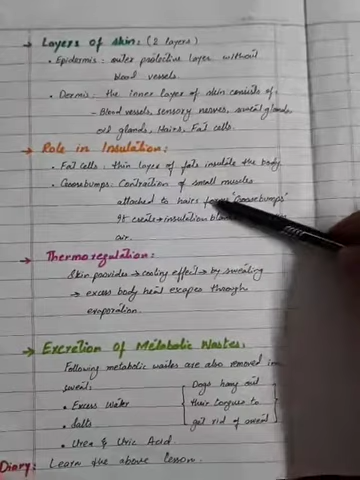 → Layers of skin: (2 layers)
• Epidermis: outer protective layer without
blood vessels.
• Dermis: the inner layer of skin consists of,
- Blood vessels, sensory nerves, sweat glands,
oil glands, Hairs, Fat cells.
→ Role in Insulation:
• Fat cells: thin layer of fats insulate the body.
• Goosebumps: Contraction of small muscles
attached to hairs forms "Goosebumps"
It create → insulation
air.
→ Thermoregulation:
Skin provides → cooling effect → by sweating
→ excess body heat escapes through
evaporation.
→ Excretion of Metabolic Wastes.
Following metabolic wastes are also removed in
sweat:
• Excess Water
• Salts
• Urea & Uric Acid
Dogs hang out
their tongues to
get rid of
Diary: Learn the above lesson.